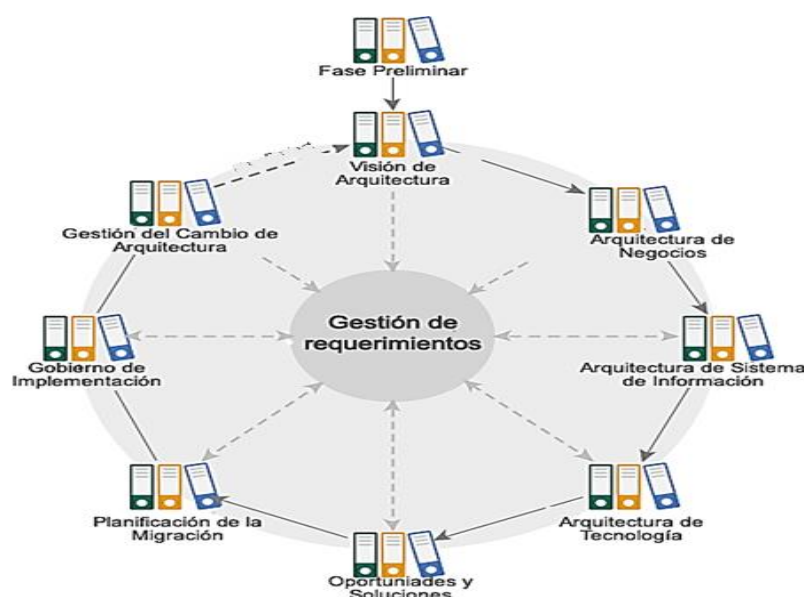 Fase Preliminar
Visión de
Arquitectura
Gestión del Cambio de
Arquitectura
Arquitectura de
Negocios
Gestión de
requerimientos
Gobierno de
Implementación
Arquitectura de Sistema
de Información
Planificación de la
Migración
Arquitectura de
Tecnología
Oportuniades y
Soluciones